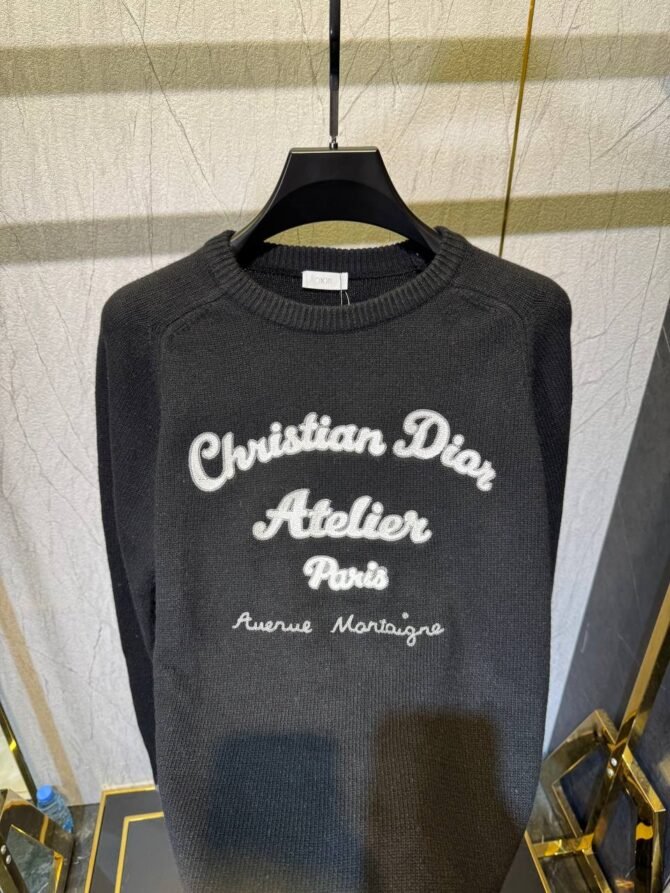 Christian Dior
Atelier
Paris
Avenue Montaigne